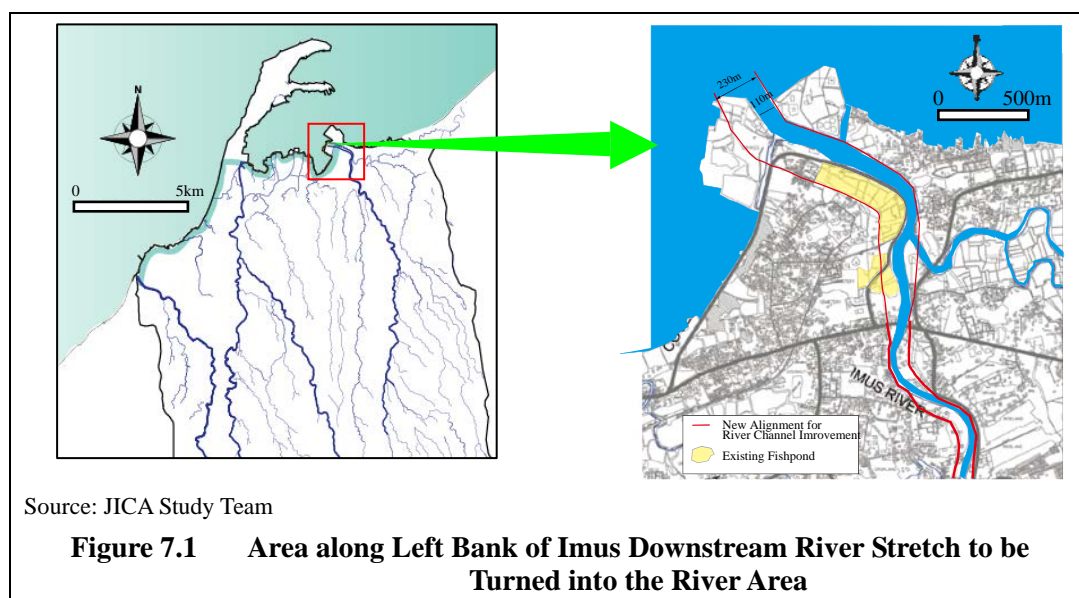 N
0 5km
230m
110m
0 500m
IMUS RIVER
New Alignment for
River Channel Imrovement
Existing Fishpond
Source: JICA Study Team
Figure 7.1 Area along Left Bank of Imus Downstream River Stretch to be
Turned into the River Area